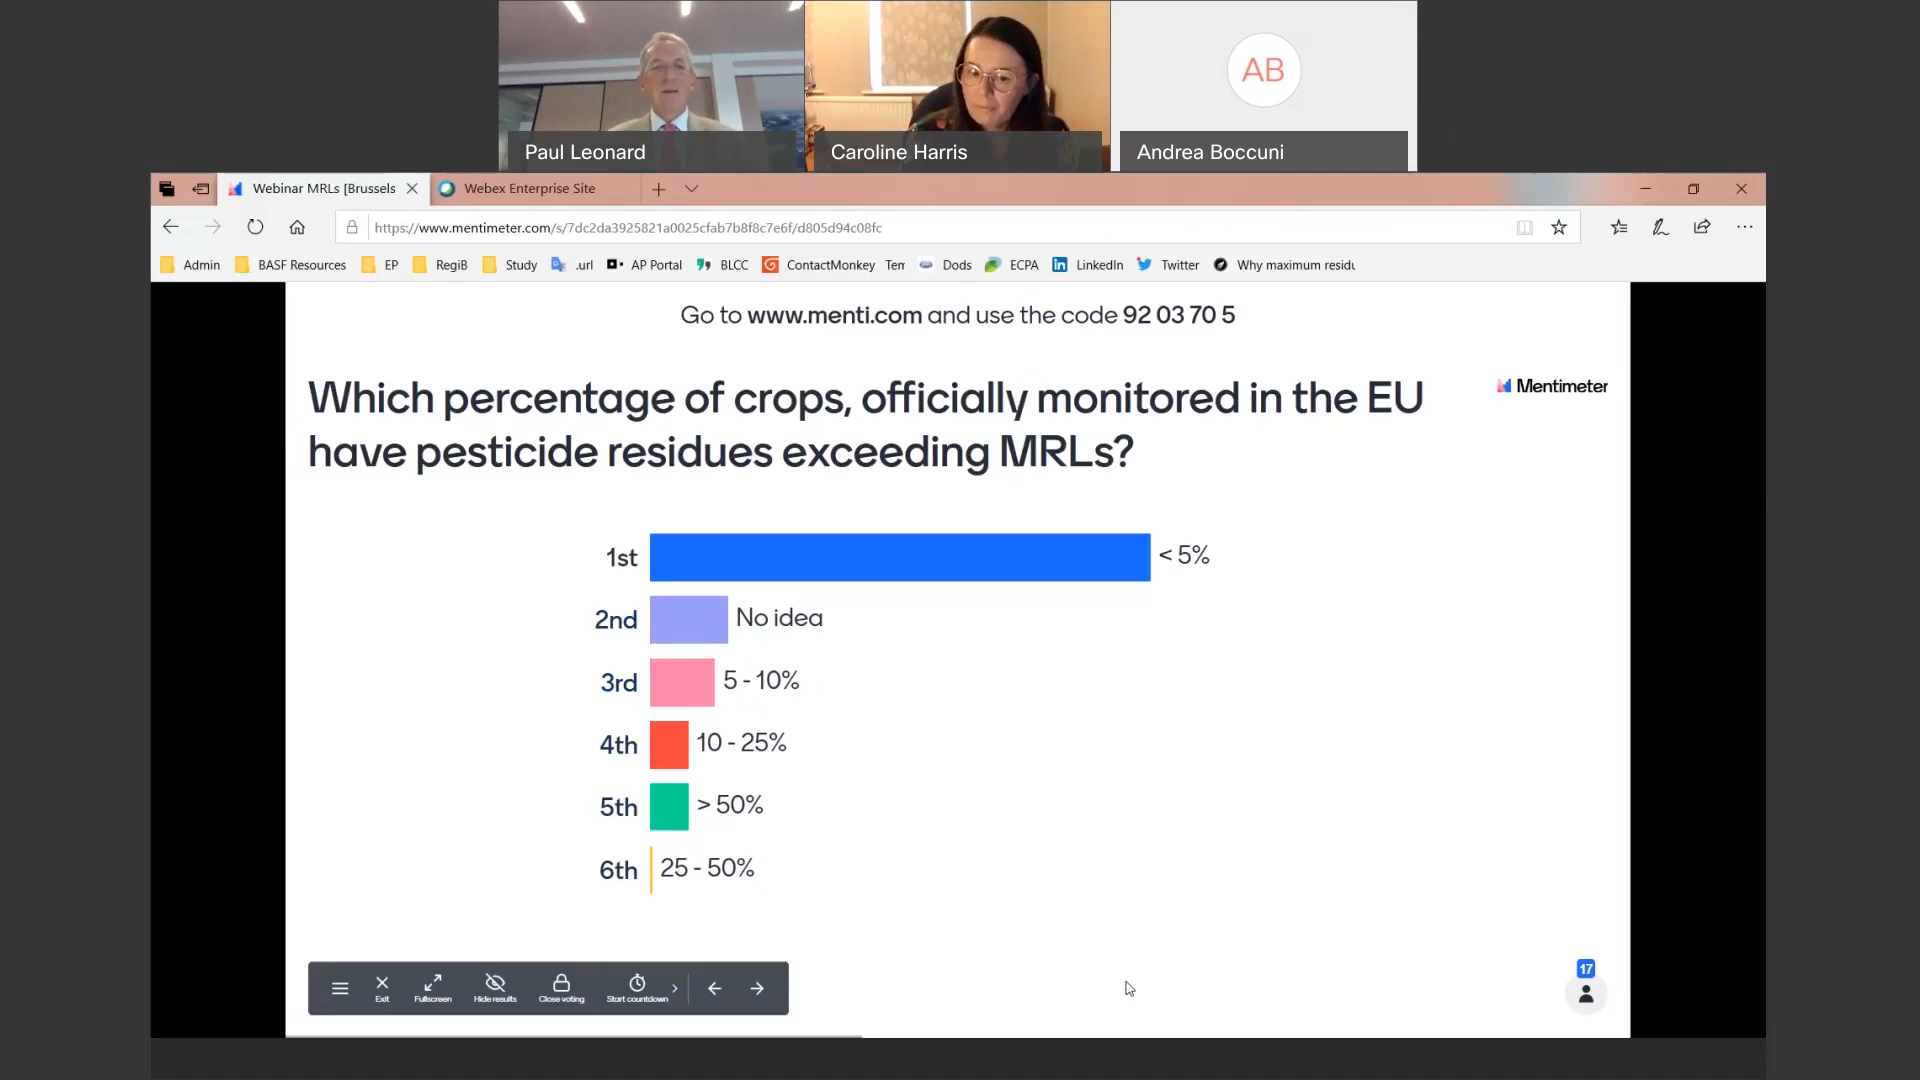 AB
Paul Leonard
Caroline Harris
Andrea Boccuni
Webinar MRLs [Brussels
Webex Enterprise Site
https://www.mentimeter.com/s/7dc2da3925821a0025cfab7b8f8c7e6f/d805d94c08fc
Admin BASF Resources EP RegiB Study .url AP Portal BLCC ContactMonkey Tem Dods ECPA LinkedIn Twitter Why maximum residu
Go to www.menti.com and use the code 92 03 70 5
Mentimeter
Which percentage of crops, officially monitored in the EU
have pesticide residues exceeding MRLs?
1st < 5%
2nd No idea
3rd 5 - 10%
4th 10 - 25%
5th > 50%
6th 25 - 50%
Exit Fullscreen Hide results Close voting Start countdown
17